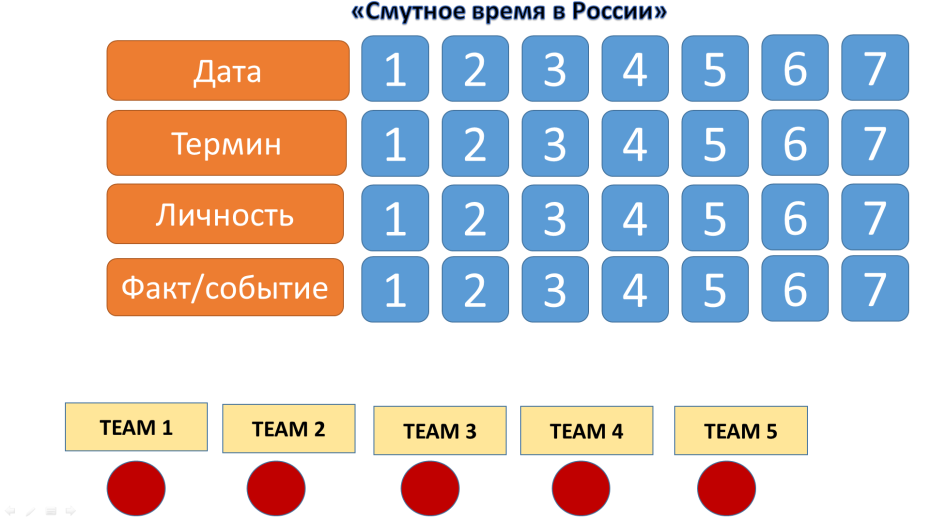 «Смутное время в России»
Дата 1 2 3 4 5 6 7
Термин 1 2 3 4 5 6 7
Личность 1 2 3 4 5 6 7
Факт/событие 1 2 3 4 5 6 7
TEAM 1 TEAM 2 TEAM 3 TEAM 4 TEAM 5